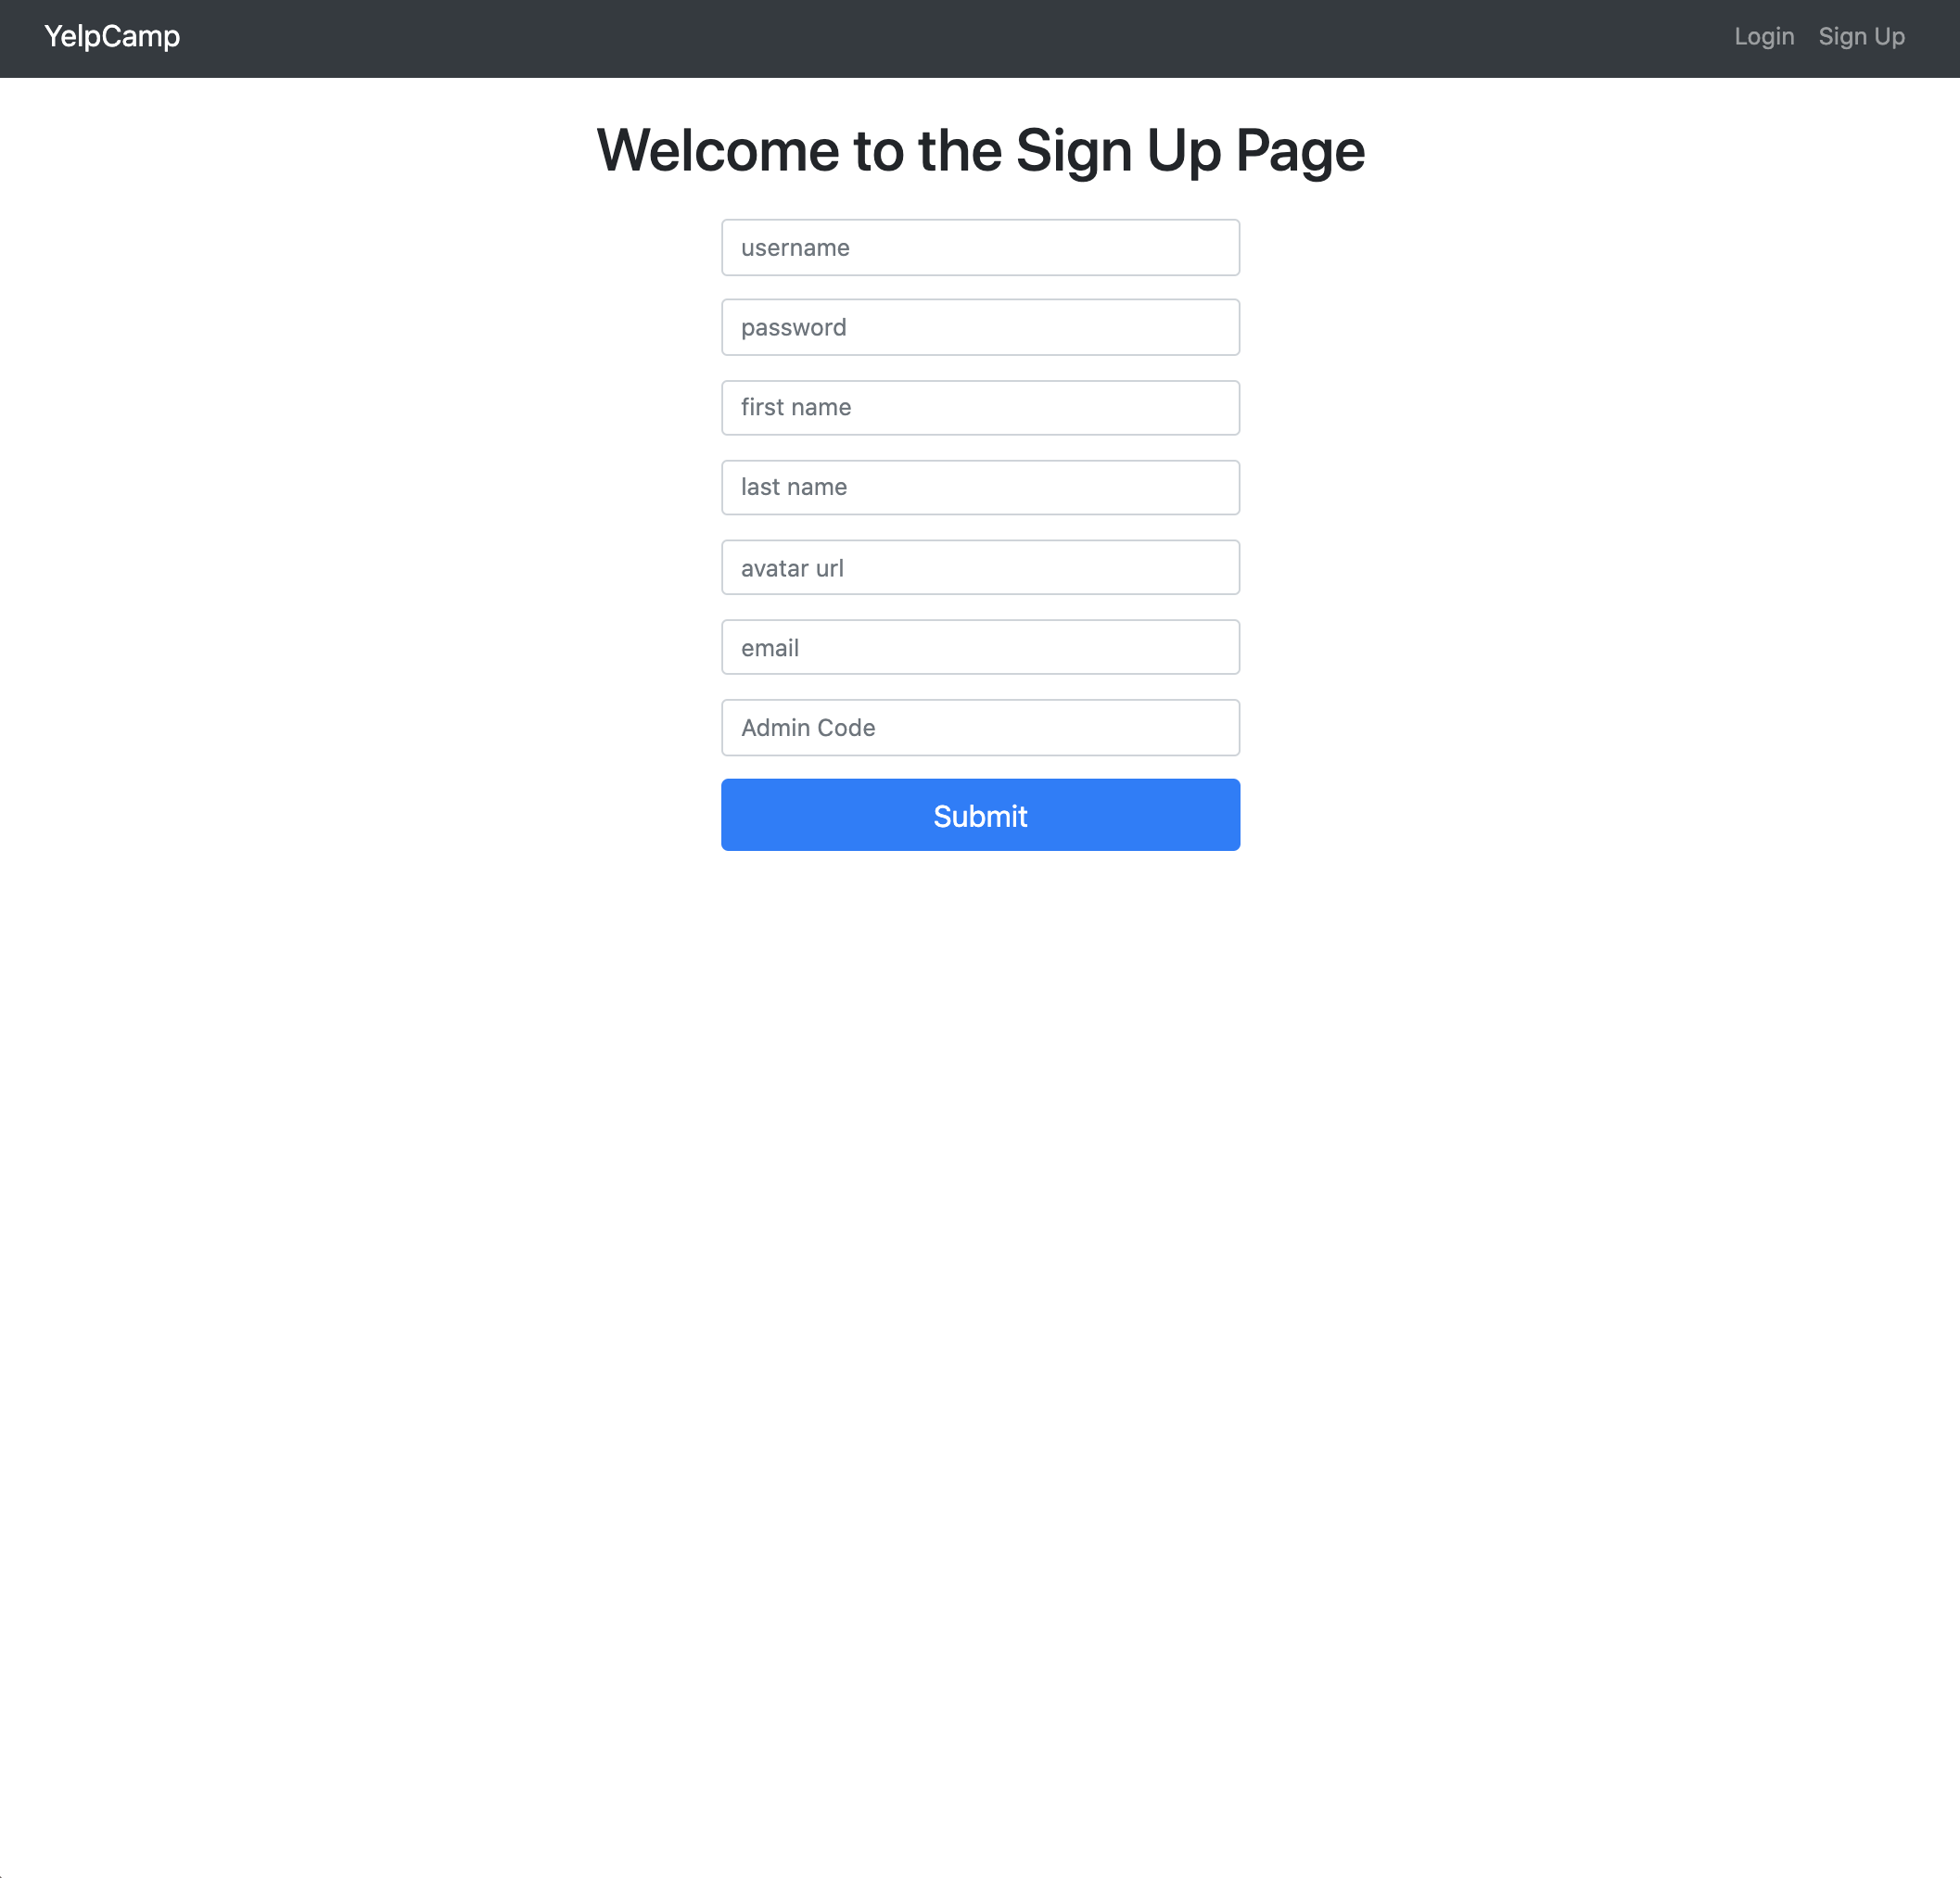 YelpCamp Login Sign Up
Welcome to the Sign Up Page
username
password
first name
last name
avatar url
email
Admin Code
Submit